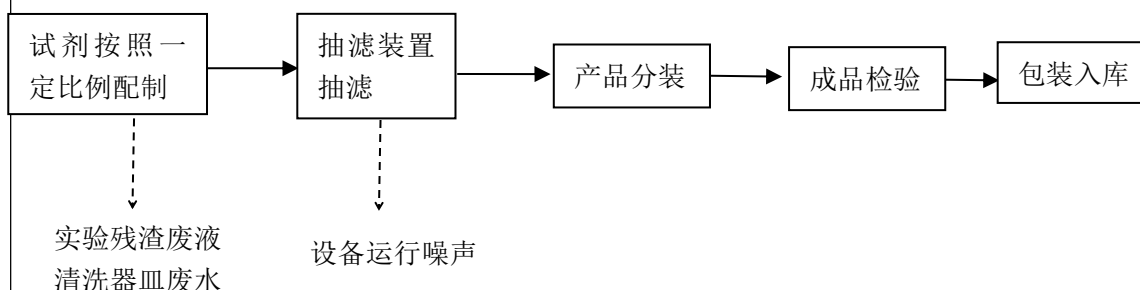 试剂按照一
定比例配制
抽滤装置
抽滤
产品分装
成品检验
包装入库
实验残渣废液
清洗器皿废水
设备运行噪声